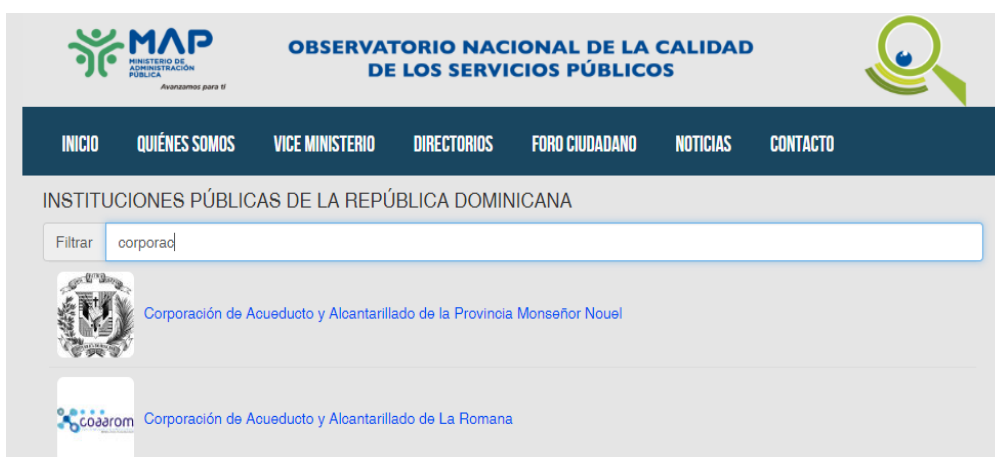 MAP
MINISTERIO DE
ADMINISTRACIÓN
PÚBLICA
Avanzamos para ti
OBSERVATORIO NACIONAL DE LA CALIDAD
DE LOS SERVICIOS PÚBLICOS
INICIO QUIÉNES SOMOS VICE MINISTERIO DIRECTORIOS FORO CIUDADANO NOTICIAS CONTACTO
INSTITUCIONES PÚBLICAS DE LA REPÚBLICA DOMINICANA
Filtrar corporac
Corporación de Acueducto y Alcantarillado de la Provincia Monseñor Nouel
coaarom Corporación de Acueducto y Alcantarillado de La Romana